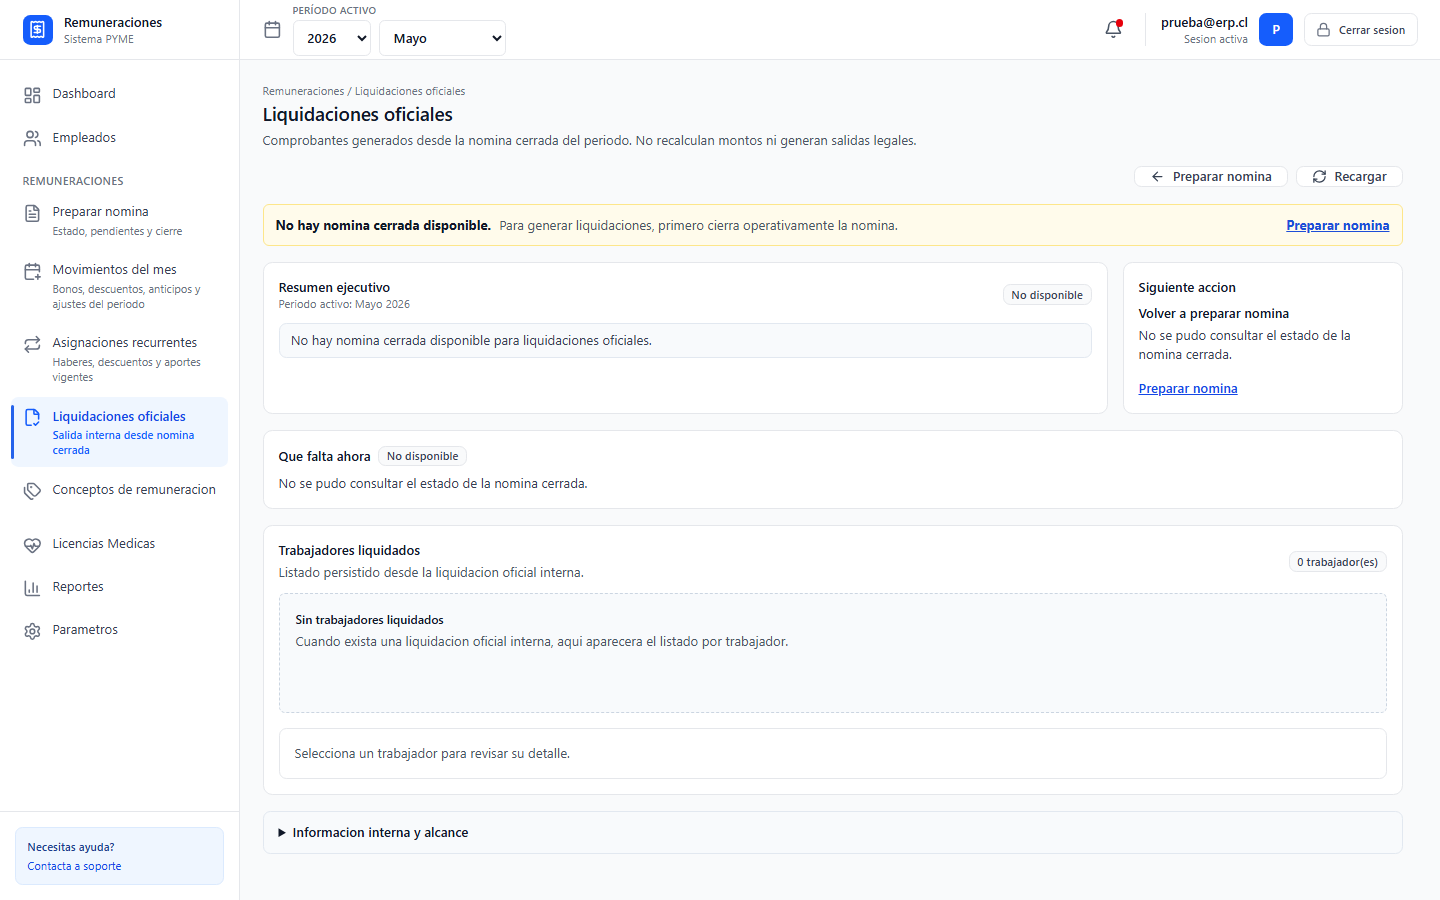 Remuneraciones
Sistema PYME
PERÍODO ACTIVO
2026
Mayo
prueba@erp.cl
Sesion activa
P
Cerrar sesion
Dashboard
Empleados
REMUNERACIONES
Preparar nomina
Estado, pendientes y cierre
Movimientos del mes
Bonos, descuentos, anticipos y
ajustes del periodo
Asignaciones recurrentes
Haberes, descuentos y aportes
vigentes
Liquidaciones oficiales
Salida interna desde nomina
cerrada
Conceptos de remuneracion
Licencias Medicas
Reportes
Parametros
Necesitas ayuda?
Contacta a soporte
Remuneraciones / Liquidaciones oficiales
Liquidaciones oficiales
Comprobantes generados desde la nomina cerrada del periodo. No recalculan montos ni generan salidas legales.
Preparar nomina
Recargar
No hay nomina cerrada disponible. Para generar liquidaciones, primero cierra operativamente la nomina.
Preparar nomina
Resumen ejecutivo
Periodo activo: Mayo 2026
No disponible
No hay nomina cerrada disponible para liquidaciones oficiales.
Siguiente accion
Volver a preparar nomina
No se pudo consultar el estado de la
nomina cerrada.
Preparar nomina
Que falta ahora
No disponible
No se pudo consultar el estado de la nomina cerrada.
Trabajadores liquidados
Listado persistido desde la liquidacion oficial interna.
0 trabajador(es)
Sin trabajadores liquidados
Cuando exista una liquidacion oficial interna, aqui aparecera el listado por trabajador.
Selecciona un trabajador para revisar su detalle.
Informacion interna y alcance